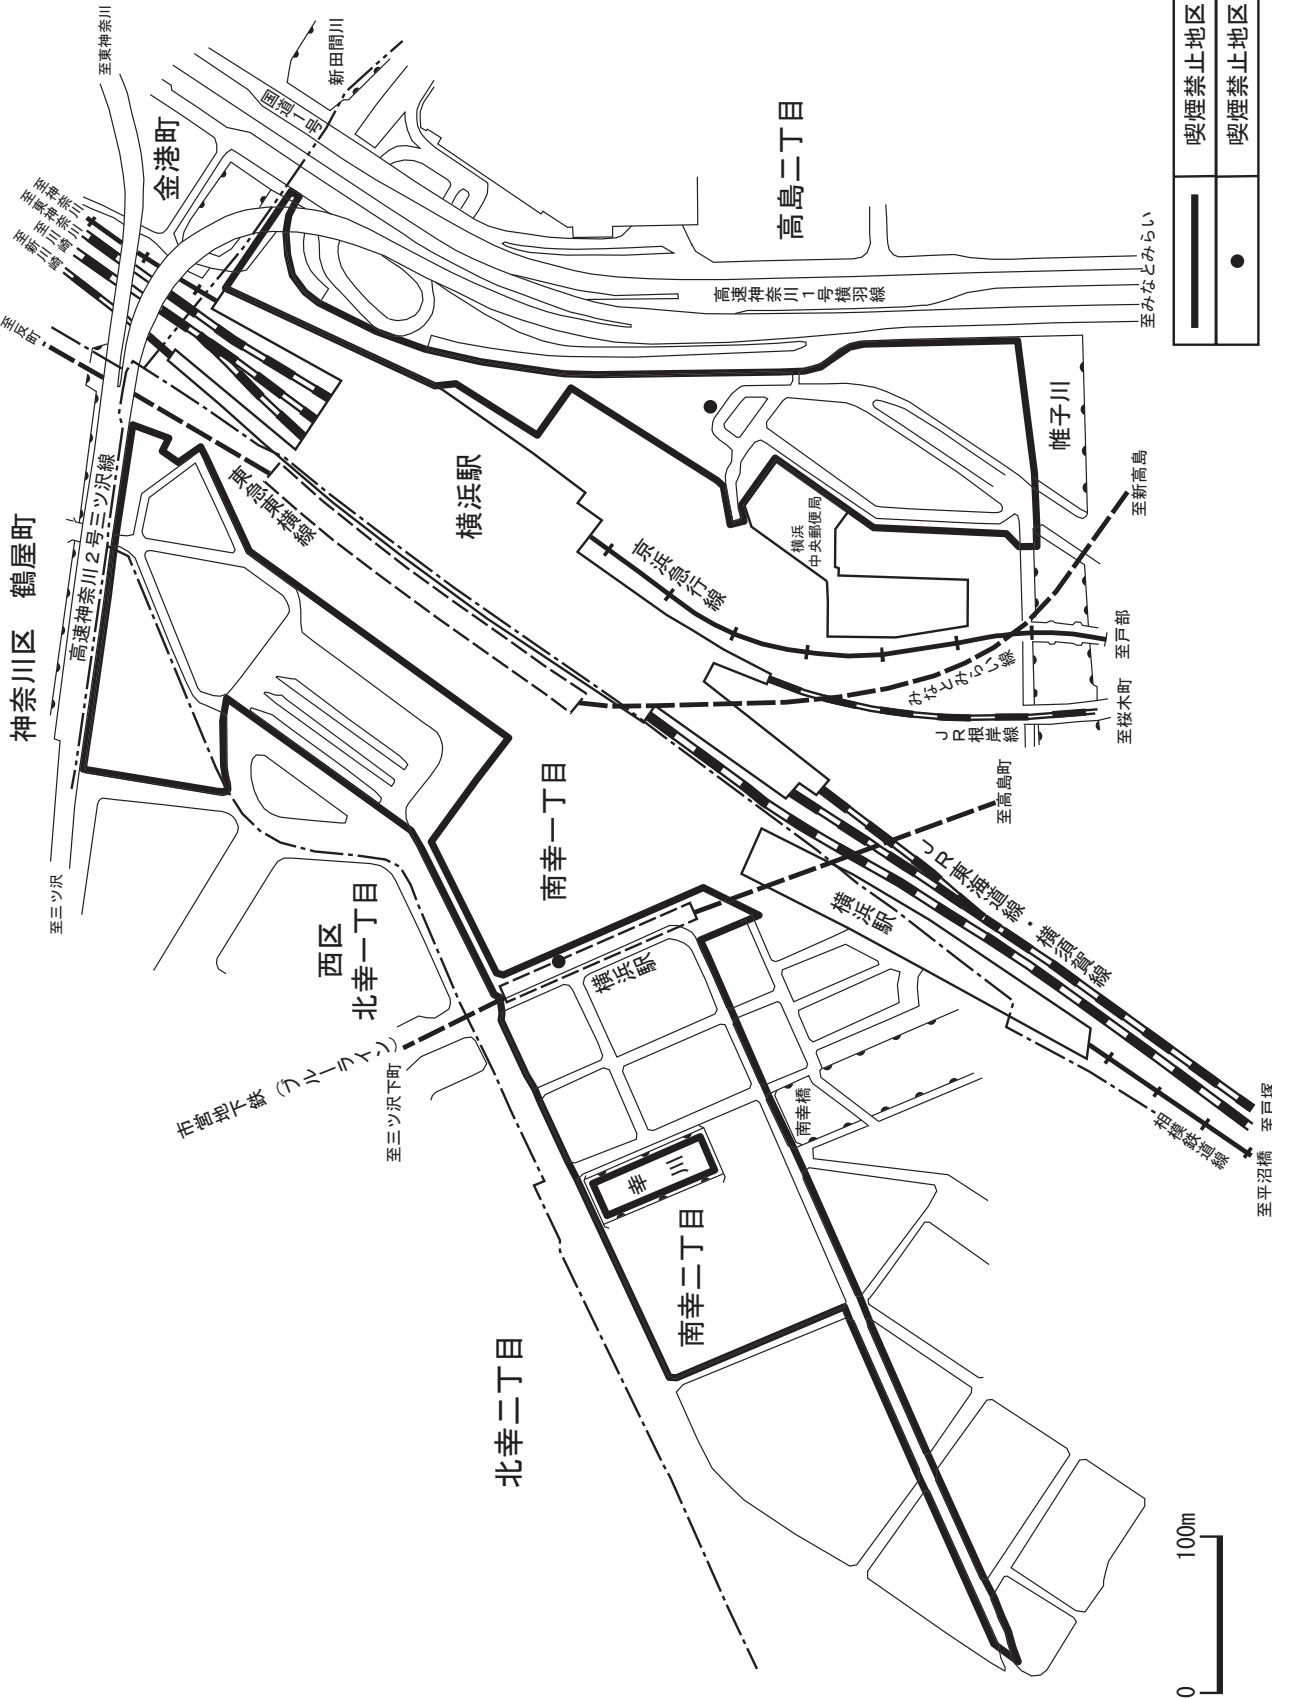 至東神奈川
新田間川
国道1号
金港町
至神奈川
至東神奈川
至川崎
至新川崎
至反町
高島二丁目
喫煙禁止地区
喫煙禁止地区
高速神奈川1号横羽線
至みなとみらい
帷子川
至新高島
横浜駅
東急東横線
高速神奈川2号三ツ沢線
神奈川区 鶴屋町
京浜急行線
横浜
中央郵便局
みなとみらい線
至戸部
至桜木町
JR根岸線
至高島町
至三ツ沢
西区
北幸一丁目
南幸一丁目
横浜駅
横浜駅
JR東海道線・横須賀線
市営地下鉄(ブルーライン)
至三ツ沢下町
南幸橋
幸川
南幸二丁目
北幸二丁目
相模鉄道線
至戸塚
至平沼橋
0
100m